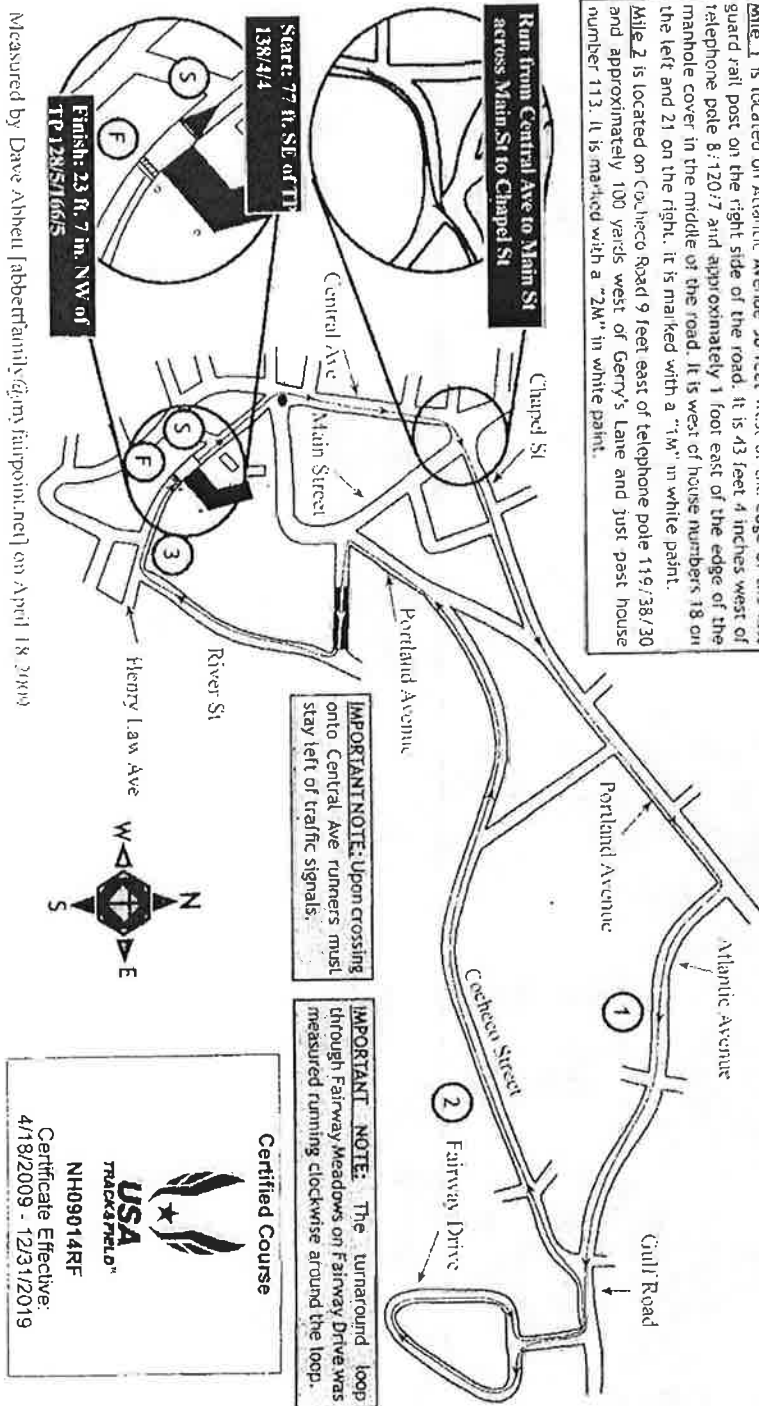 guard rail post on the right side of the road. It is 43 feet 4 inches west of
telephone pole 8/120/7 and approximately 1 foot east of the edge of the
manhole cover in the middle of the road. It is west of house numbers 18 on
the left and 21 on the right. It is marked with a "1M" in white paint.
Mile 2 is located on Cocheco Road 9 feet east of telephone pole 119/38/30
and approximately 100 yards west of Gerry's Lane and just past house
number 113. It is marked with a "2M" in white paint.
Run from Central Ave to Main St
across Main St to Chapel St
Start: 77 ft SE of TP
138/4/4
S
F
Finish: 23 ft. 7 in. NW of
TP 128/5/166/5
Central Ave
Main Street
Chapel St
S
F
3
Portland Avenue
River St
Henry Law Ave
Portland Avenue
Atlantic Avenue
1
Cocheco Street
2
Fairway Drive
Gulf Road
IMPORTANT NOTE: Upon crossing
onto Central Ave runners must
stay left of traffic signals.
IMPORTANT NOTE: The turnaround loop
through Fairway Meadows on Fairway Drive was
measured running clockwise around the loop.
N
W
E
S
Certified Course
USA
TRACK & FIELD
NH09014RF
Certificate Effective:
4/18/2009 - 12/31/2019
Measured by Dave Abbett [abbettfamily@myfairpoint.net] on April 18, 2009